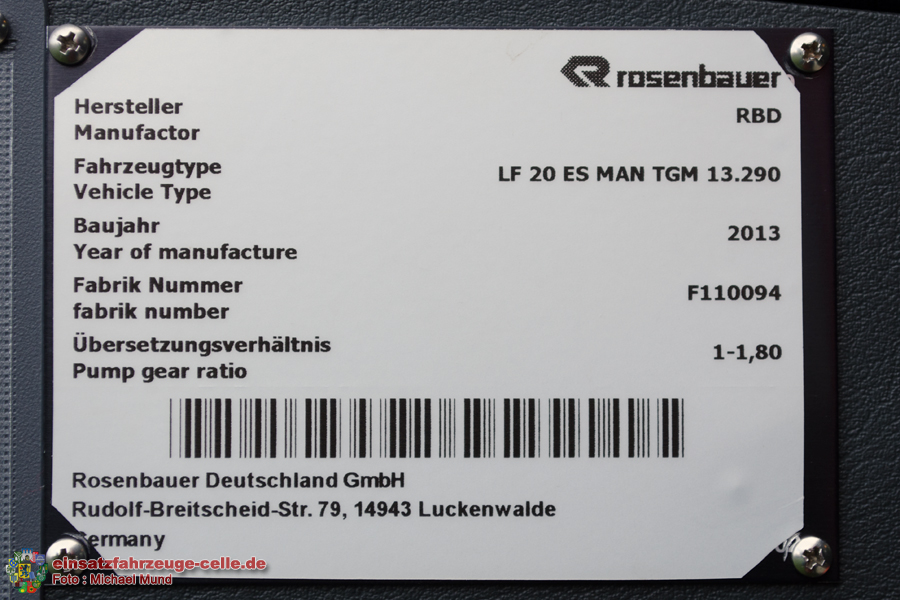 rosenbauer
Hersteller
Manufactor
RBD
Fahrzeugtype
Vehicle Type
LF 20 ES MAN TGM 13.290
Baujahr
Year of manufacture
2013
Fabrik Nummer
fabrik number
F110094
Übersetzungsverhältnis
Pump gear ratio
1-1,80
Rosenbauer Deutschland GmbH
Rudolf-Breitscheid-Str. 79, 14943 Luckenwalde
Germany
einsatzfahrzeuge-celle.de
Foto : Michael Mund